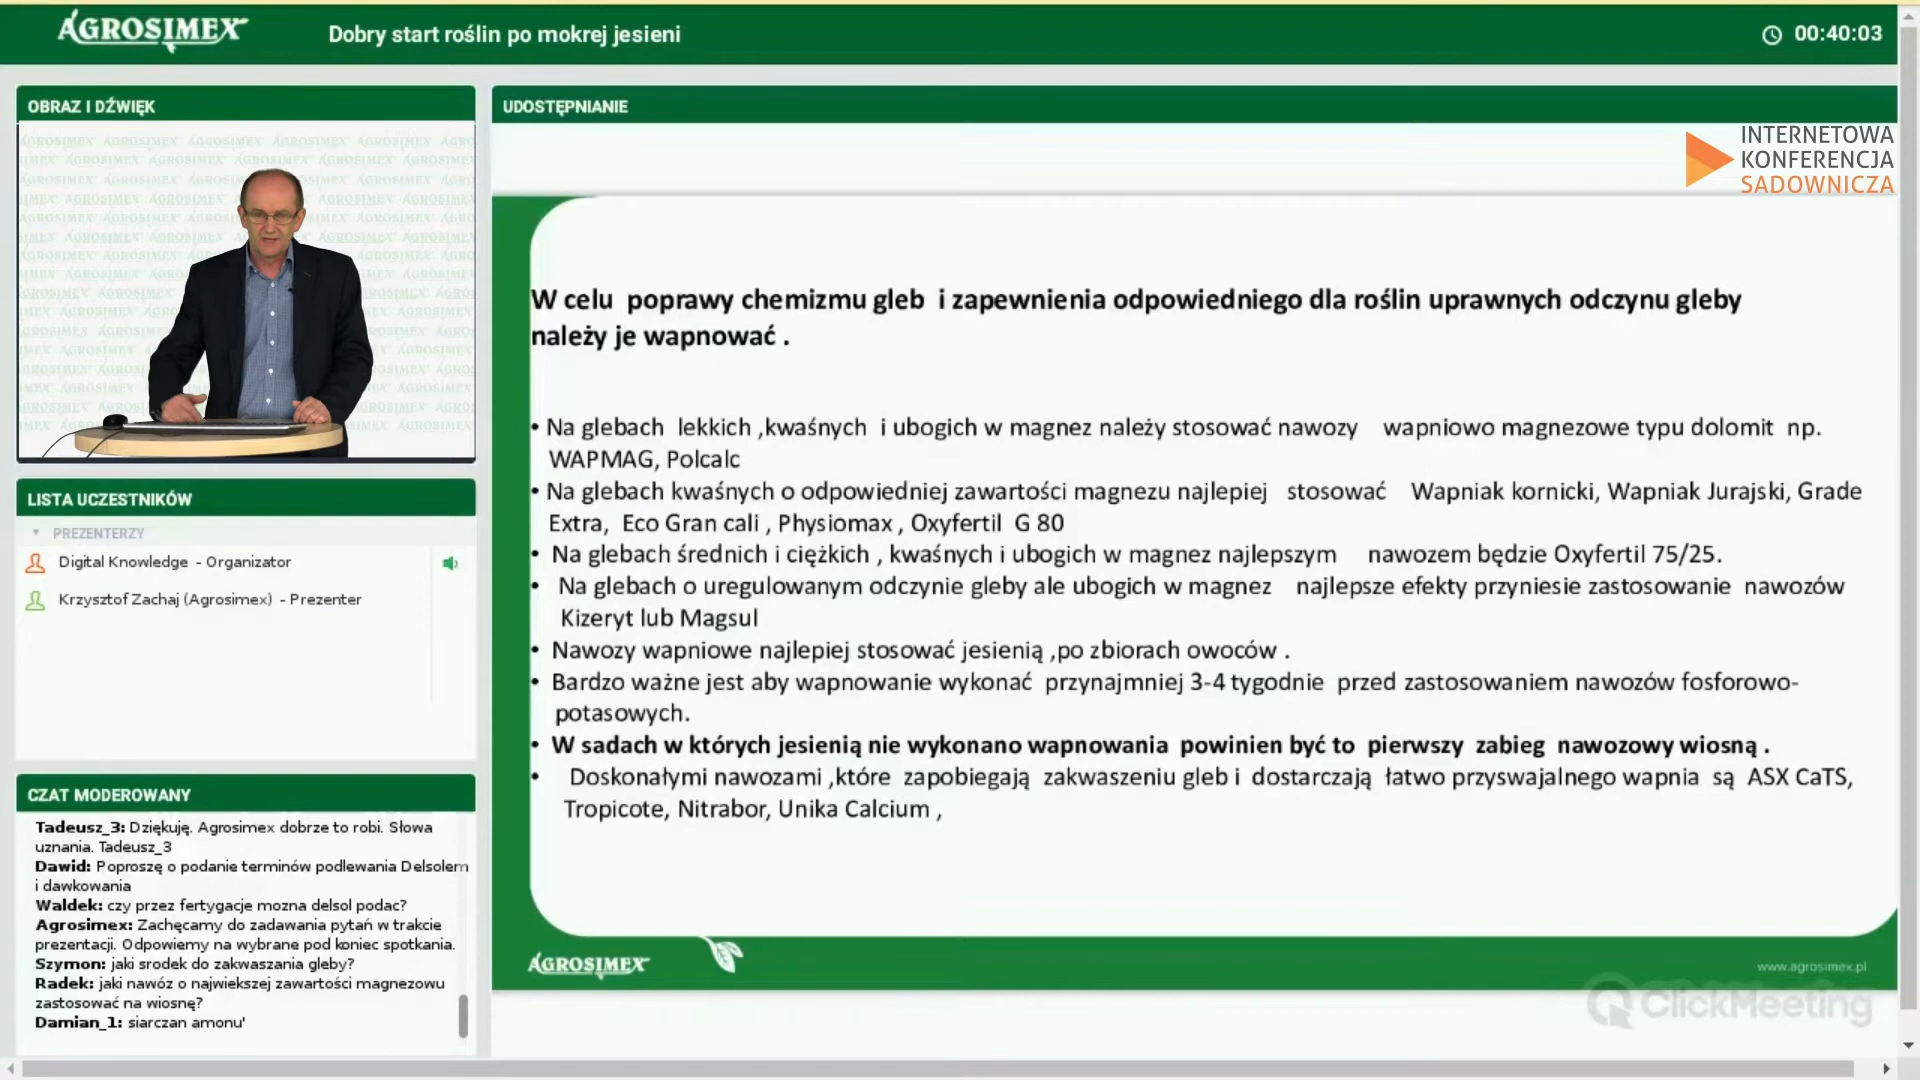 AGROSIMEX
Dobry start roślin po mokrej jesieni
00:40:03
OBRAZ I DŹWIĘK
LISTA UCZESTNIKÓW
PREZENTERZY
Digital Knowledge - Organizator
Krzysztof Zachaj (Agrosimex) - Prezenter
CZAT MODEROWANY
Tadeusz_3: Dziękuję. Agrosimex dobrze to robi. Słowa
uznania. Tadeusz_3
Dawid: Poproszę o podanie terminów podlewania Delsolem
i dawkowania
Waldek: czy przez fertygacje mozna delsol podac?
Agrosimex: Zachęcamy do zadawania pytań w trakcie
prezentacji. Odpowiemy na wybrane pod koniec spotkania.
Szymon: jaki srodek do zakwaszania gleby?
Radek: jaki nawóz o najwiekszej zawartości magnezowu
zastosować na wiosnę?
Damian_1: siarczan amonu'
UDOSTĘPNIANIE
INTERNETOWA
KONFERENCJA
SADOWNICZA
W celu poprawy chemizmu gleb i zapewnienia odpowiedniego dla roślin uprawnych odczynu gleby
należy je wapnować .
• Na glebach lekkich ,kwaśnych i ubogich w magnez należy stosować nawozy wapniowo magnezowe typu dolomit np.
WAPMAG, Polcalc
• Na glebach kwaśnych o odpowiedniej zawartości magnezu najlepiej stosować Wapniak kornicki, Wapniak Jurajski, Grade
Extra, Eco Gran cali , Physiomax , Oxyfertil G 80
• Na glebach średnich i ciężkich , kwaśnych i ubogich w magnez najlepszym nawozem będzie Oxyfertil 75/25.
• Na glebach o uregulowanym odczynie gleby ale ubogich w magnez najlepsze efekty przyniesie zastosowanie nawozów
Kizeryt lub Magsul
• Nawozy wapniowe najlepiej stosować jesienią ,po zbiorach owoców .
• Bardzo ważne jest aby wapnowanie wykonać przynajmniej 3-4 tygodnie przed zastosowaniem nawozów fosforowo-
potasowych.
• W sadach w których jesienią nie wykonano wapnowania powinien być to pierwszy zabieg nawozowy wiosną .
• Doskonałymi nawozami ,które zapobiegają zakwaszeniu gleb i dostarczają łatwo przyswajalnego wapnia są ASX CaTS,
Tropicote, Nitrabor, Unika Calcium ,
AGROSIMEX
www.agrosimex.pl
ClickMeeting